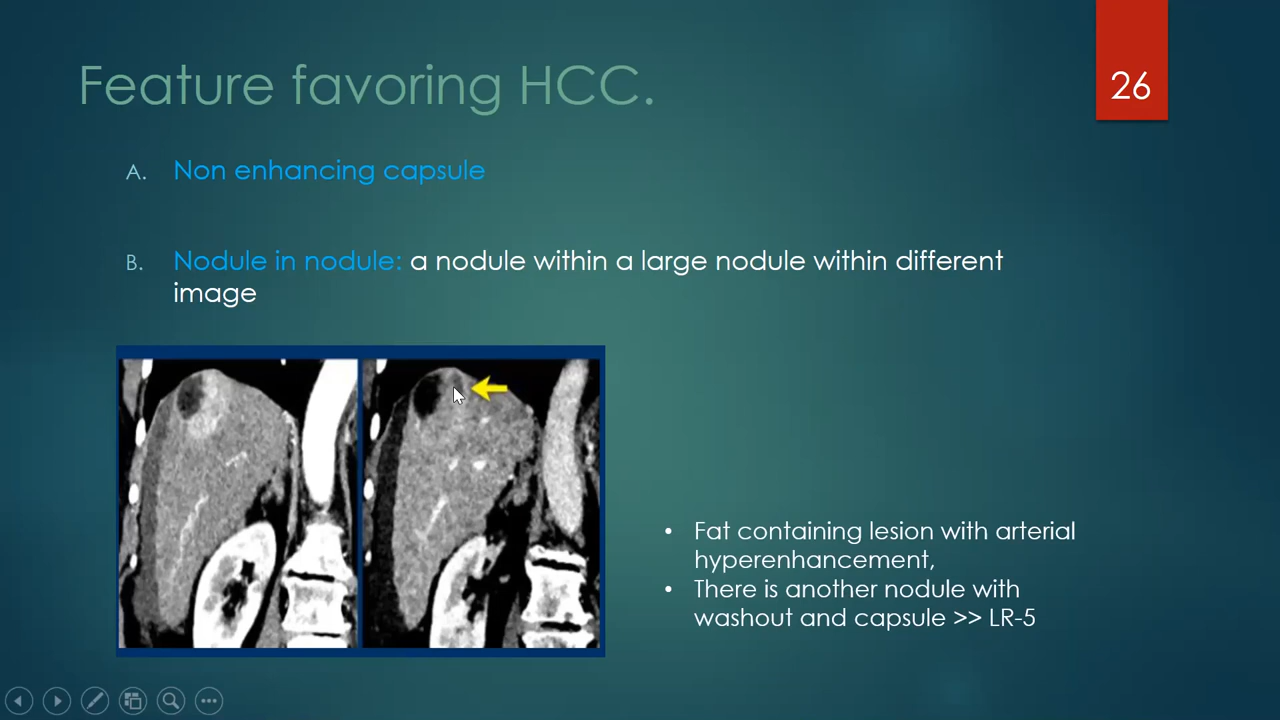 Feature favoring HCC.
26
A. Non enhancing capsule
B. Nodule in nodule: a nodule within a large nodule within different
image
• Fat containing lesion with arterial
hyperenhancement,
• There is another nodule with
washout and capsule >> LR-5